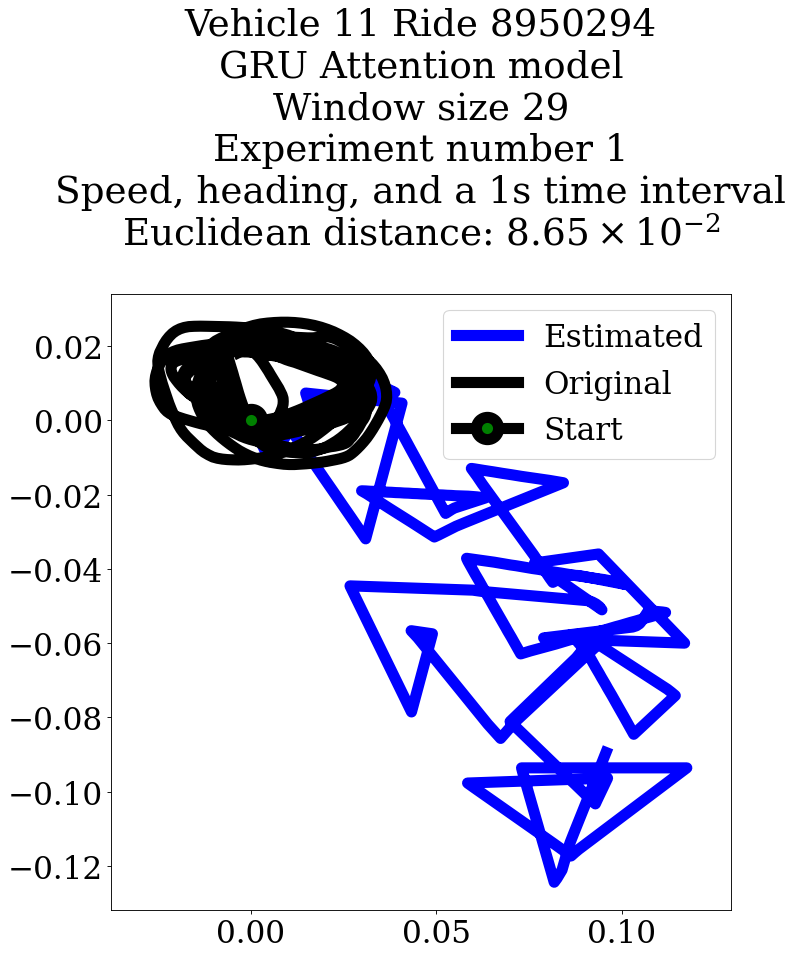 Vehicle 11 Ride 8950294
GRU Attention model
Window size 29
Experiment number 1
Speed, heading, and a 1s time interval
Euclidean distance: 8.65 × 10⁻²
Estimated
Original
Start
0.02
0.00
−0.02
−0.04
−0.06
−0.08
−0.10
−0.12
0.00 0.05 0.10